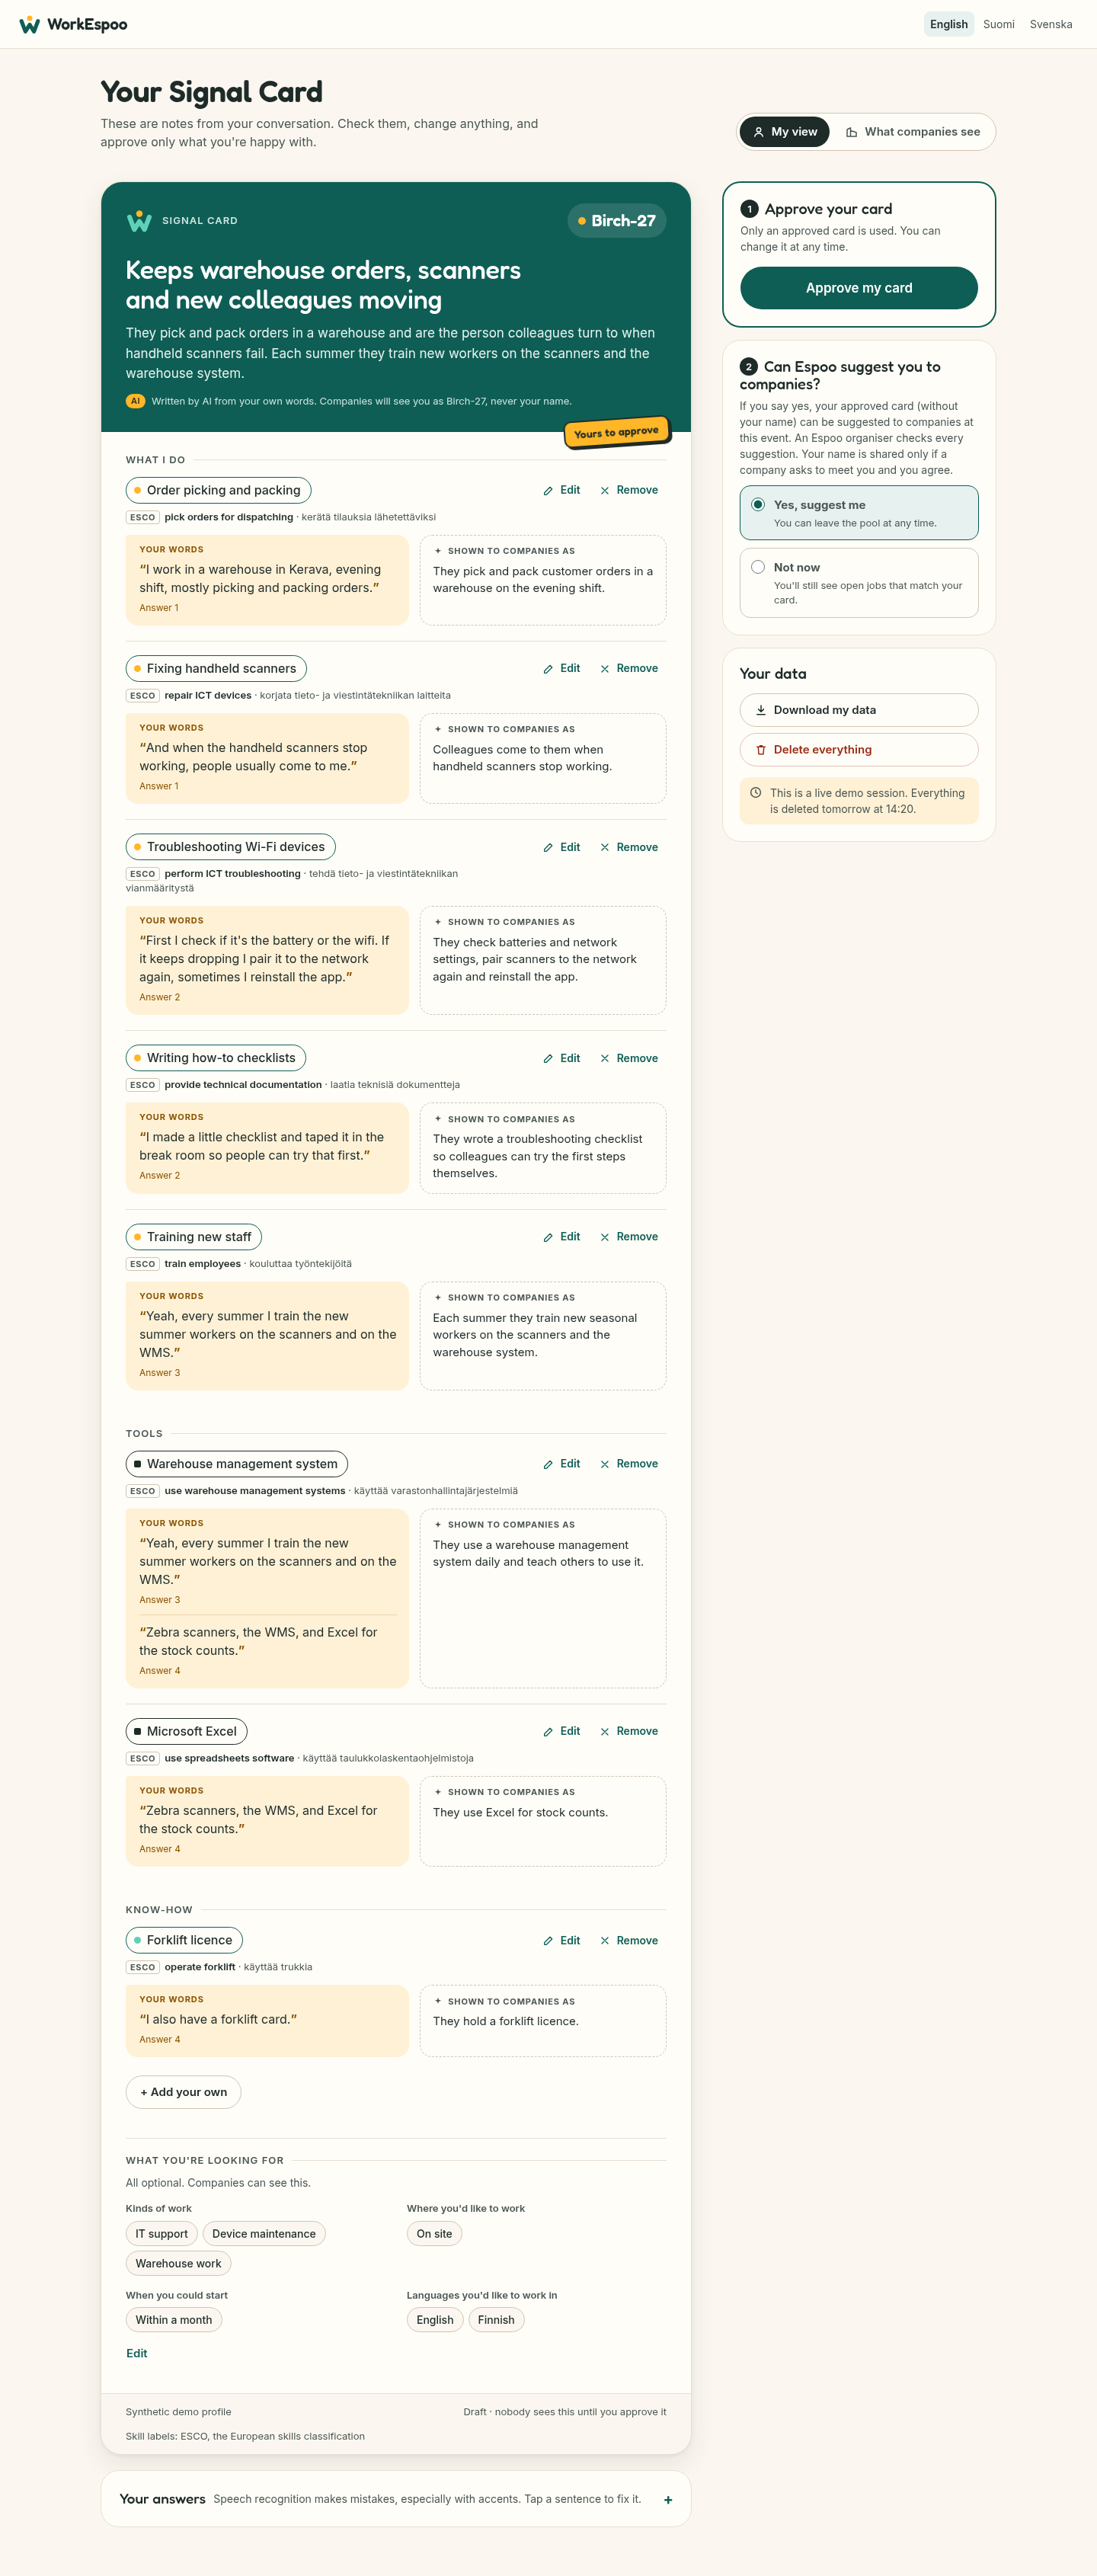 WorkEspoo
English Suomi Svenska
Your Signal Card
These are notes from your conversation. Check them, change anything, and
approve only what you're happy with.
My view What companies see
SIGNAL CARD
Birch-27
Keeps warehouse orders, scanners
and new colleagues moving
They pick and pack orders in a warehouse and are the person colleagues turn to when
handheld scanners fail. Each summer they train new workers on the scanners and the
warehouse system.
AI Written by AI from your own words. Companies will see you as Birch-27, never your name.
Yours to approve
WHAT I DO
Order picking and packing
Edit Remove
ESCO pick orders for dispatching · kerätä tilauksia lähetettäviksi
YOUR WORDS
“I work in a warehouse in Kerava, evening
shift, mostly picking and packing orders.”
Answer 1
SHOWN TO COMPANIES AS
They pick and pack customer orders in a
warehouse on the evening shift.
Fixing handheld scanners
Edit Remove
ESCO repair ICT devices · korjata tieto- ja viestintätekniikan laitteita
YOUR WORDS
“And when the handheld scanners stop
working, people usually come to me.”
Answer 1
SHOWN TO COMPANIES AS
Colleagues come to them when
handheld scanners stop working.
Troubleshooting Wi-Fi devices
Edit Remove
ESCO perform ICT troubleshooting · tehdä tieto- ja viestintätekniikan
vianmääritystä
YOUR WORDS
“First I check if it's the battery or the wifi. If
it keeps dropping I pair it to the network
again, sometimes I reinstall the app.”
Answer 2
SHOWN TO COMPANIES AS
They check batteries and network
settings, pair scanners to the network
again and reinstall the app.
Writing how-to checklists
Edit Remove
ESCO provide technical documentation · laatia teknisiä dokumentteja
YOUR WORDS
“I made a little checklist and taped it in the
break room so people can try that first.”
Answer 2
SHOWN TO COMPANIES AS
They wrote a troubleshooting checklist
so colleagues can try the first steps
themselves.
Training new staff
Edit Remove
ESCO train employees · kouluttaa työntekijöitä
YOUR WORDS
“Yeah, every summer I train the new
summer workers on the scanners and on the
WMS.”
Answer 3
SHOWN TO COMPANIES AS
Each summer they train new seasonal
workers on the scanners and the
warehouse system.
TOOLS
Warehouse management system
Edit Remove
ESCO use warehouse management systems · käyttää varastonhallintajärjestelmiä
YOUR WORDS
“Yeah, every summer I train the new
summer workers on the scanners and on the
WMS.”
Answer 3
“Zebra scanners, the WMS, and Excel for
the stock counts.”
Answer 4
SHOWN TO COMPANIES AS
They use a warehouse management
system daily and teach others to use it.
Microsoft Excel
Edit Remove
ESCO use spreadsheets software · käyttää taulukkolaskentaohjelmistoja
YOUR WORDS
“Zebra scanners, the WMS, and Excel for
the stock counts.”
Answer 4
SHOWN TO COMPANIES AS
They use Excel for stock counts.
KNOW-HOW
Forklift licence
Edit Remove
ESCO operate forklift · käyttää trukkia
YOUR WORDS
“I also have a forklift card.”
Answer 4
SHOWN TO COMPANIES AS
They hold a forklift licence.
+ Add your own
WHAT YOU'RE LOOKING FOR
All optional. Companies can see this.
Kinds of work
IT support Device maintenance
Warehouse work
Where you'd like to work
On site
When you could start
Within a month
Languages you'd like to work in
English Finnish
Edit
Synthetic demo profile
Draft · nobody sees this until you approve it
Skill labels: ESCO, the European skills classification
Your answers Speech recognition makes mistakes, especially with accents. Tap a sentence to fix it. +
1 Approve your card
Only an approved card is used. You can
change it at any time.
Approve my card
2 Can Espoo suggest you to
companies?
If you say yes, your approved card (without
your name) can be suggested to companies at
this event. An Espoo organiser checks every
suggestion. Your name is shared only if a
company asks to meet you and you agree.
Yes, suggest me
You can leave the pool at any time.
Not now
You'll still see open jobs that match your
card.
Your data
Download my data
Delete everything
This is a live demo session. Everything
is deleted tomorrow at 14:20.